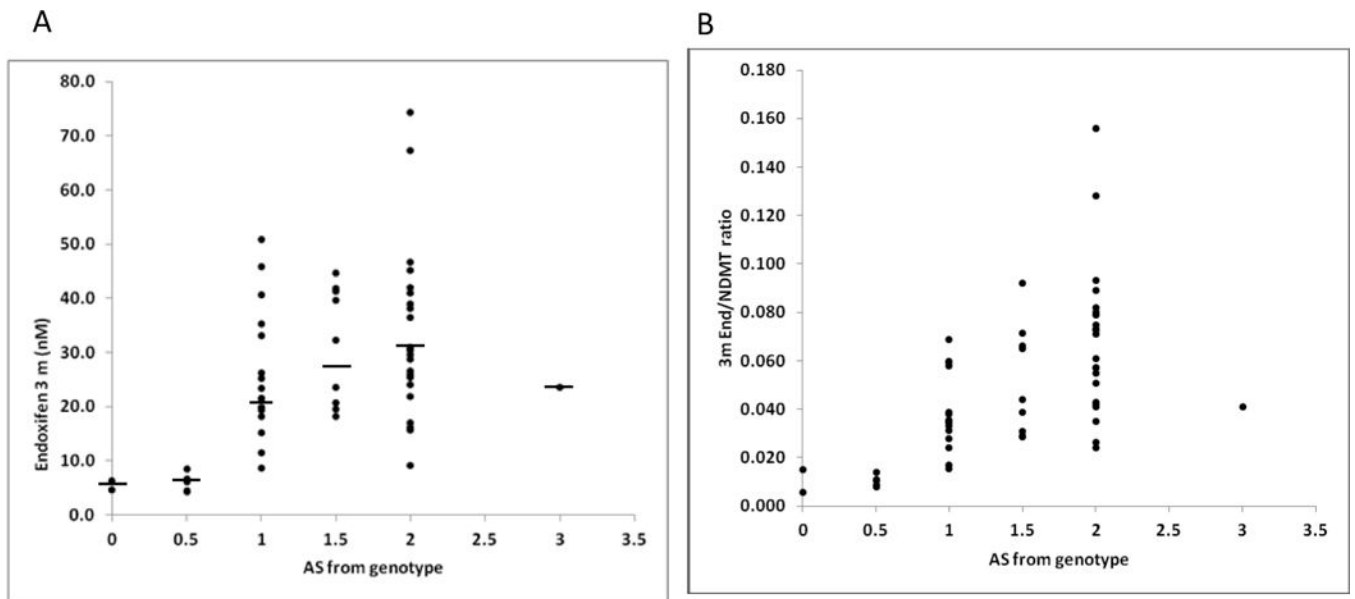 A
80.0
70.0
60.0
50.0
40.0
30.0
20.0
10.0
0.0
Endoxifen 3 m (nM)
0 0.5 1 1.5 2 2.5 3 3.5
AS from genotype
B
0.180
0.160
0.140
0.120
0.100
0.080
0.060
0.040
0.020
0.000
3m End/NDMT ratio
0 0.5 1 1.5 2 2.5 3 3.5
AS from genotype